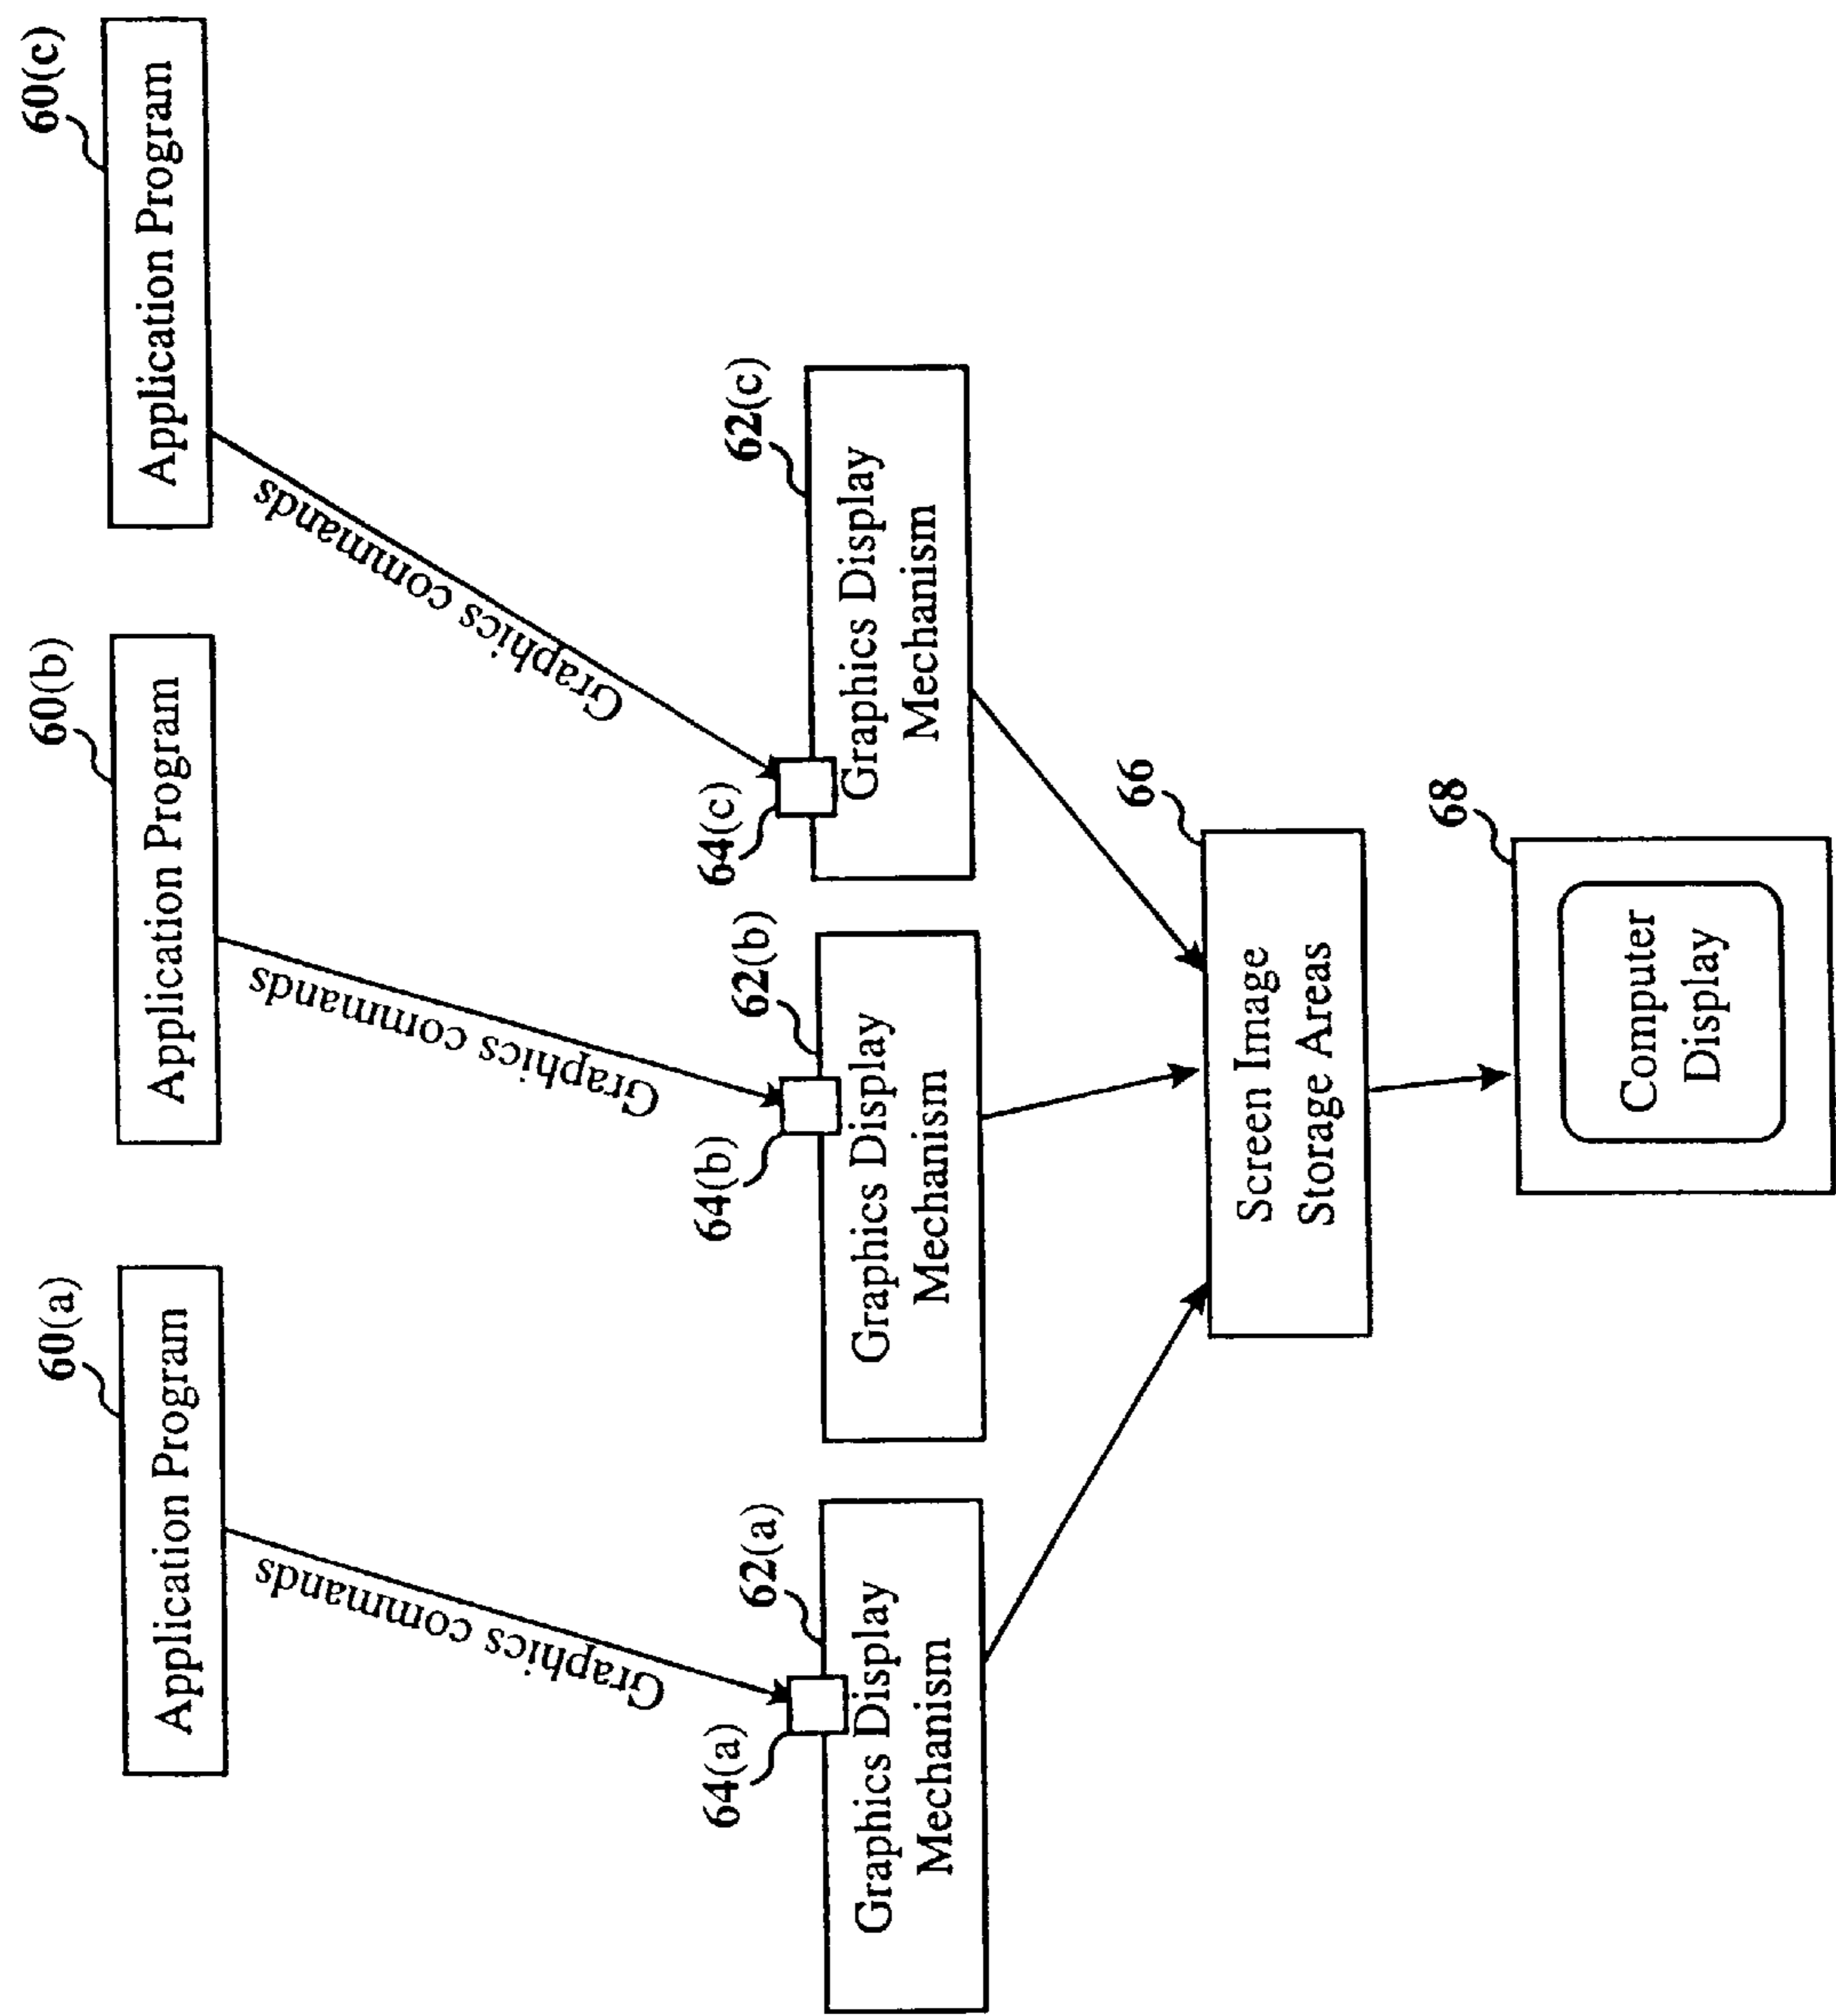 60(a)
Application Program
60(b)
Application Program
60(c)
Application Program
Graphics commands
Graphics commands
Graphics commands
64(a)
62(a)
Graphics Display
Mechanism
64(b)
62(b)
Graphics Display
Mechanism
64(c)
62(c)
Graphics Display
Mechanism
66
Screen Image
Storage Areas
68
Computer
Display